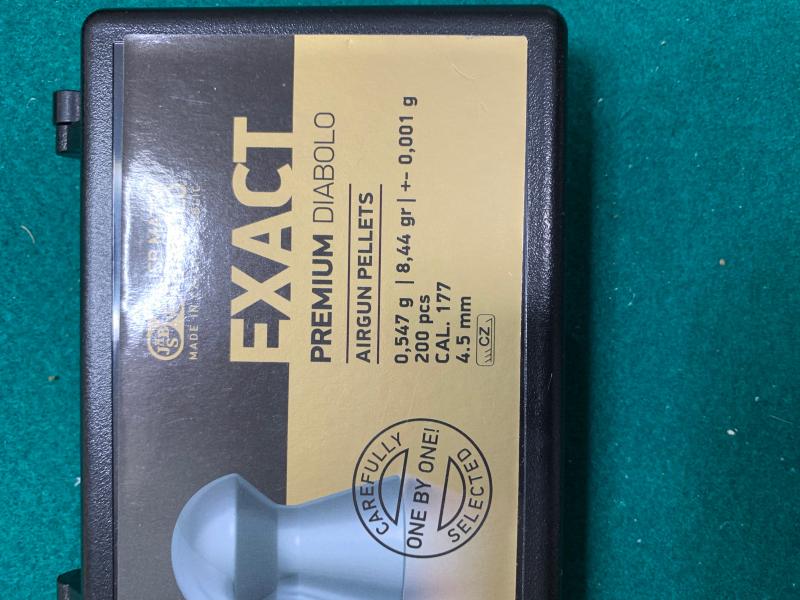 JSB
MADE IN
EXACT
PREMIUM DIABOLO
AIRGUN PELLETS
0,547 g | 8,44 gr | +- 0,001 g
200 pcs
CAL. 177
4.5 mm
CZ
CAREFULLY
ONE BY ONE!
SELECTED